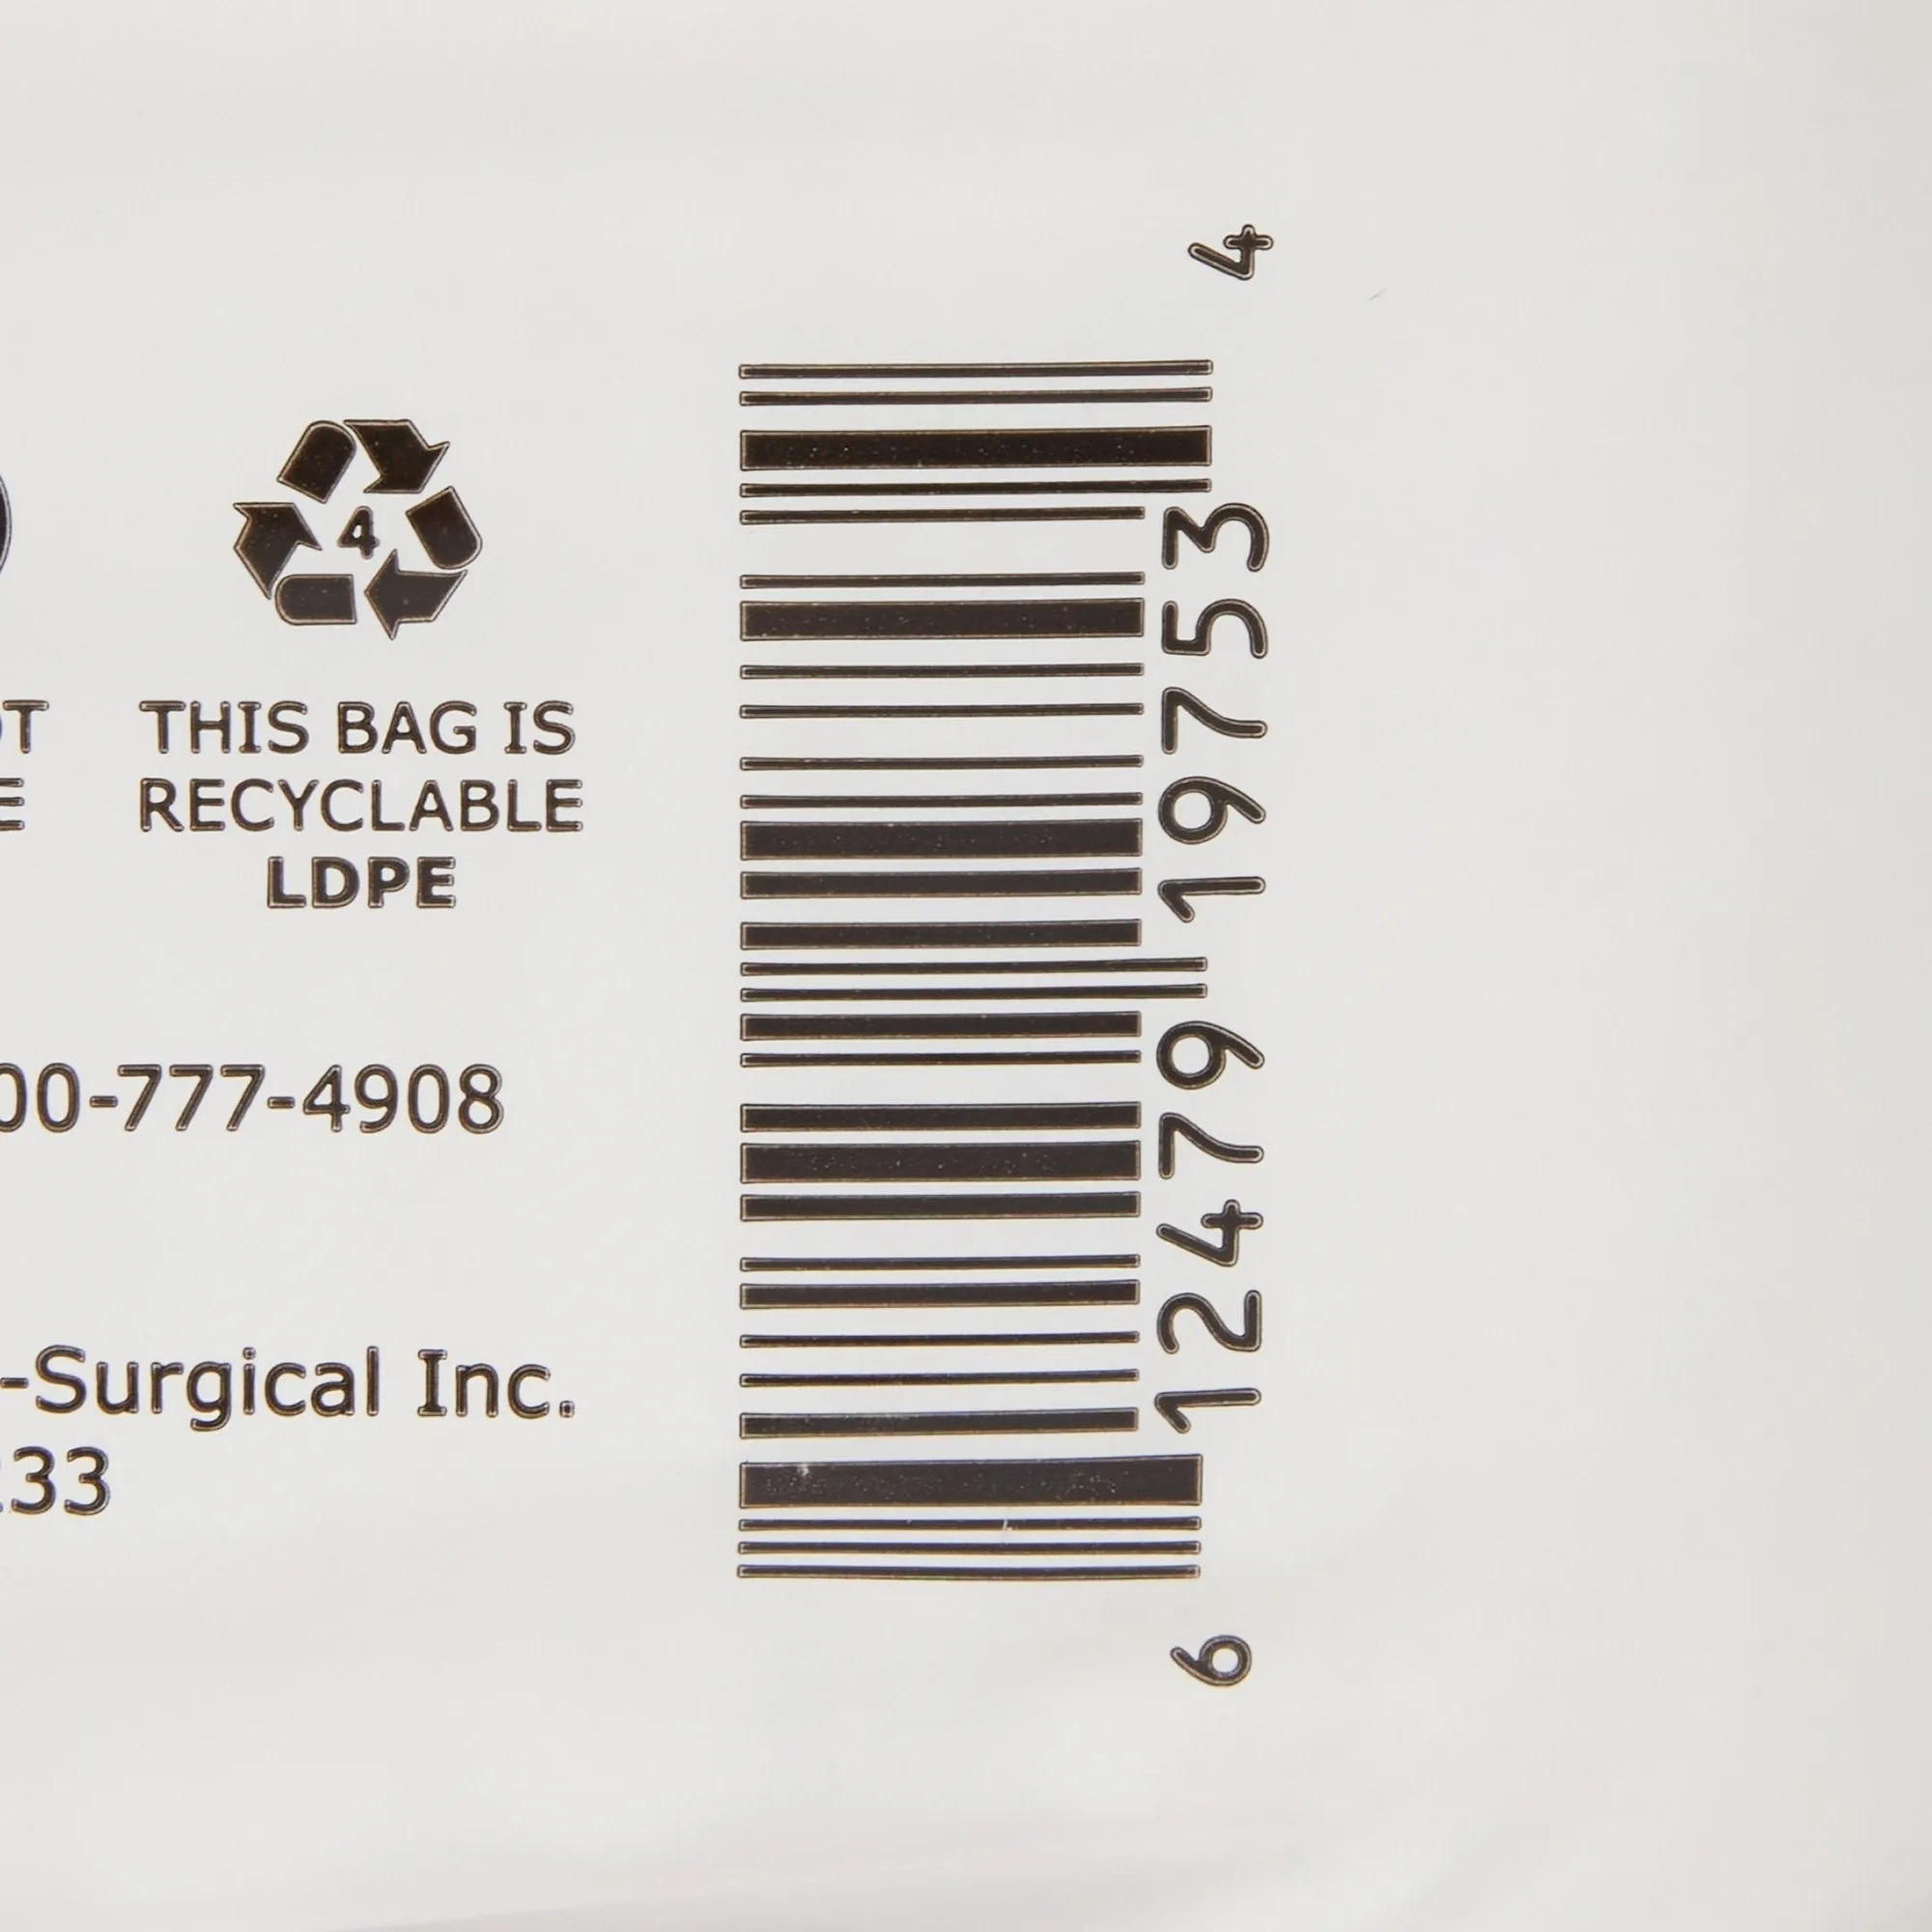 4
THIS BAG IS
RECYCLABLE
LDPE
00-777-4908
-Surgical Inc.
33
6 12479 19753 4